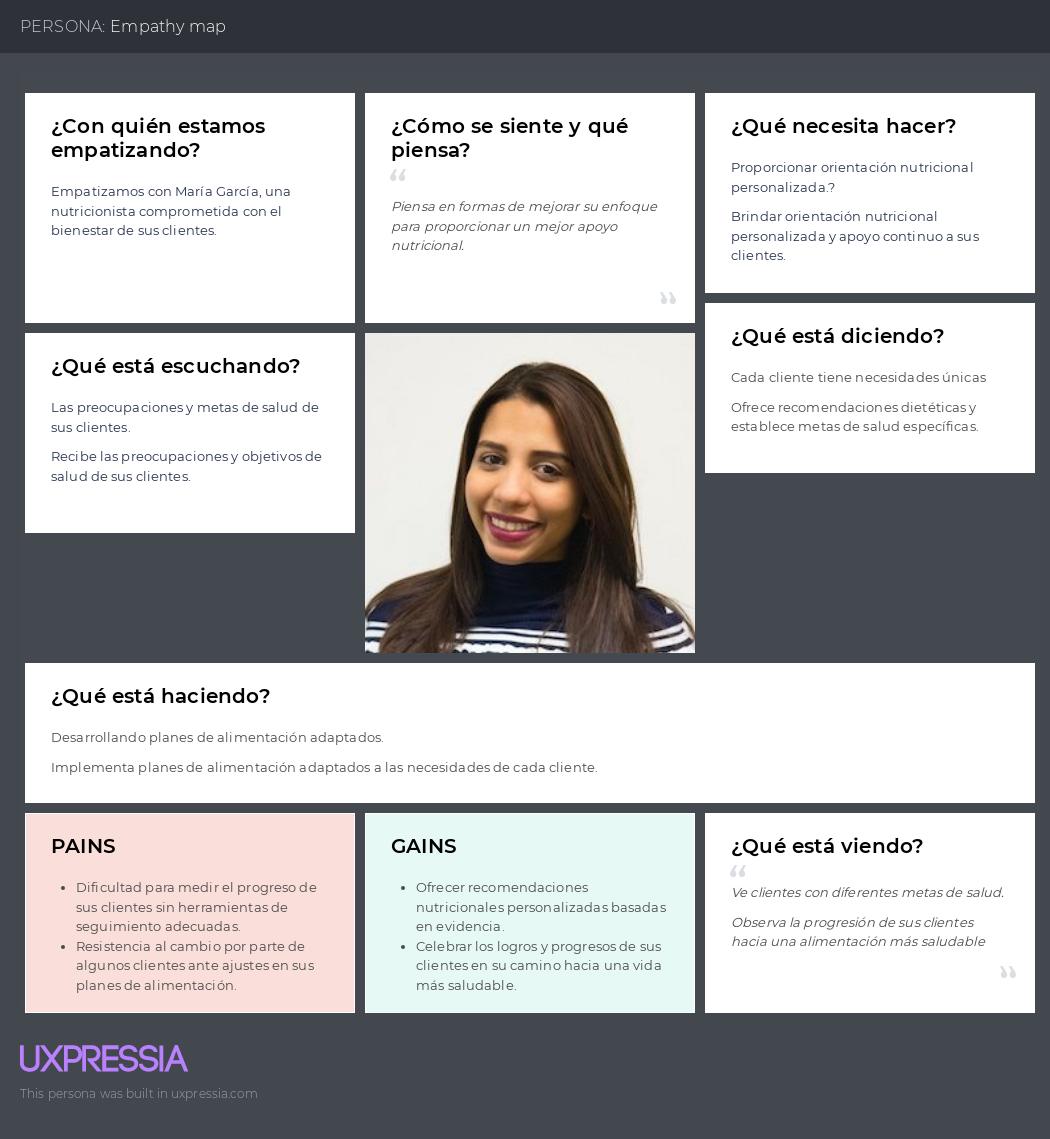 PERSONA: Empathy map
¿Con quién estamos
empatizando?
Empatizamos con María García, una
nutricionista comprometida con el
bienestar de sus clientes.
¿Cómo se siente y qué
piensa?
“
Piensa en formas de mejorar su enfoque
para proporcionar un mejor apoyo
nutricional.
”
¿Qué necesita hacer?
Proporcionar orientación nutricional
personalizada.?
Brindar orientación nutricional
personalizada y apoyo continuo a sus
clientes.
¿Qué está escuchando?
Las preocupaciones y metas de salud de
sus clientes.
Recibe las preocupaciones y objetivos de
salud de sus clientes.
¿Qué está diciendo?
Cada cliente tiene necesidades únicas
Ofrece recomendaciones dietéticas y
establece metas de salud específicas.
¿Qué está haciendo?
Desarrollando planes de alimentación adaptados.
Implementa planes de alimentación adaptados a las necesidades de cada cliente.
PAINS
• Dificultad para medir el progreso de
sus clientes sin herramientas de
seguimiento adecuadas.
• Resistencia al cambio por parte de
algunos clientes ante ajustes en sus
planes de alimentación.
GAINS
• Ofrecer recomendaciones
nutricionales personalizadas basadas
en evidencia.
• Celebrar los logros y progresos de sus
clientes en su camino hacia una vida
más saludable.
¿Qué está viendo?
“
Ve clientes con diferentes metas de salud.
Observa la progresión de sus clientes
hacia una alimentación más saludable
”
UXPRESSIA
This persona was built in uxpressia.com